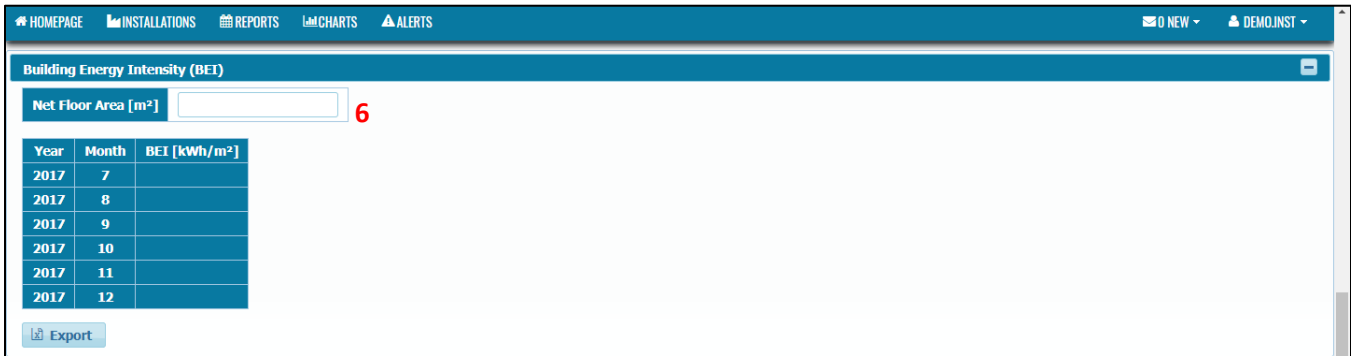 HOMEPAGE INSTALLATIONS REPORTS CHARTS ALERTS 0 NEW DEMO.INST
Building Energy Intensity (BEI)
Net Floor Area [m²] 6
Year Month BEI [kWh/m²]
2017 7
2017 8
2017 9
2017 10
2017 11
2017 12
Export